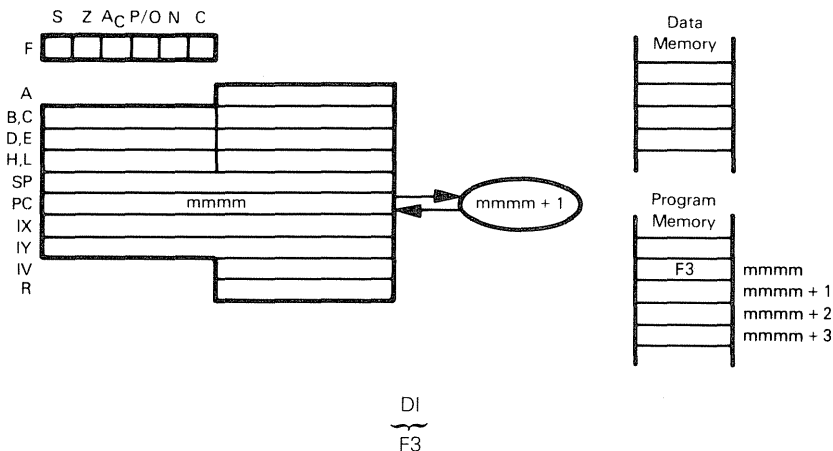 S Z AC P/O N C
F
A
B,C
D,E
H,L
SP
PC mmmm mmmm + 1
IX
IY
IV
R
Data
Memory
Program
Memory
F3 mmmm
mmmm + 1
mmmm + 2
mmmm + 3
DI
F3